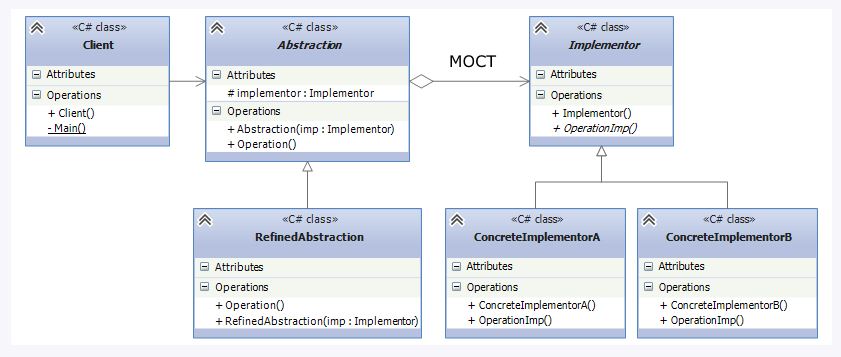 «C# class»
Client
Attributes
Operations
+ Client()
- Main()
«C# class»
Abstraction
Attributes
# implementor : Implementor
Operations
+ Abstraction(imp : Implementor)
+ Operation()
МОСТ
«C# class»
Implementor
Attributes
Operations
+ Implementor()
+ OperationImp()
«C# class»
RefinedAbstraction
Attributes
Operations
+ Operation()
+ RefinedAbstraction(imp : Implementor)
«C# class»
ConcreteImplementorA
Attributes
Operations
+ ConcreteImplementorA()
+ OperationImp()
«C# class»
ConcreteImplementorB
Attributes
Operations
+ ConcreteImplementorB()
+ OperationImp()